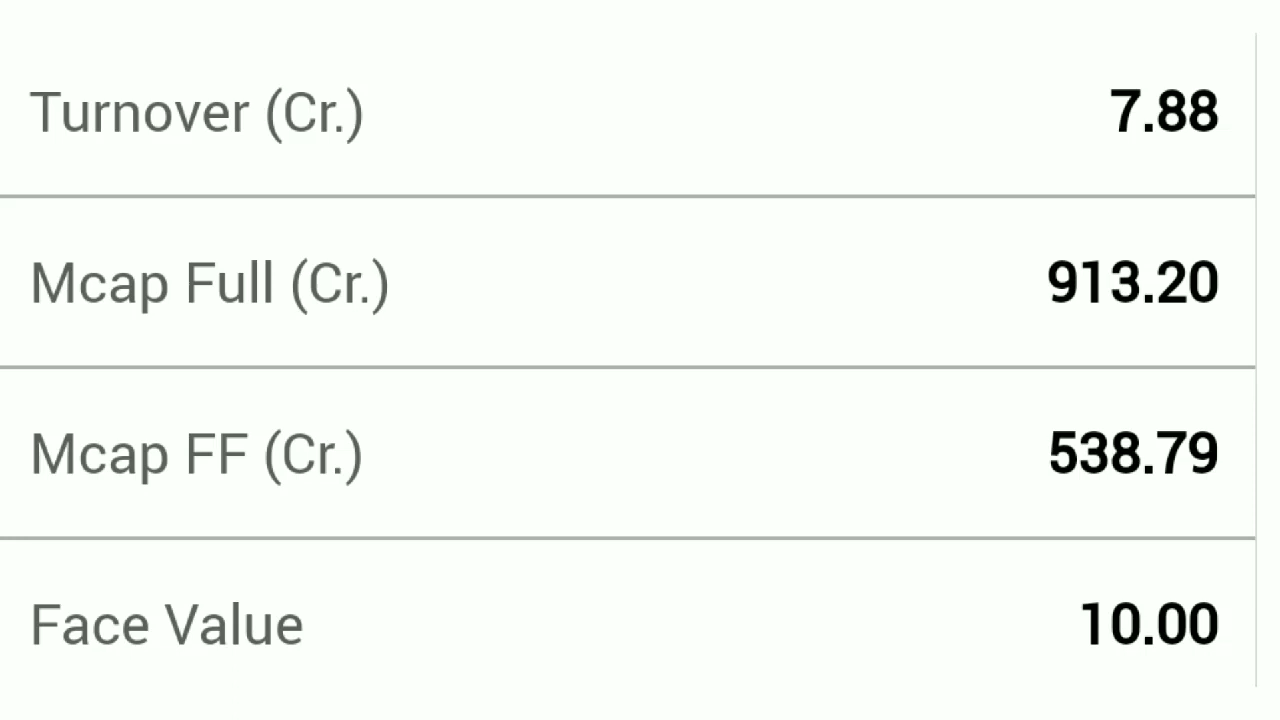 Turnover (Cr.) 7.88
Mcap Full (Cr.) 913.20
Mcap FF (Cr.) 538.79
Face Value 10.00